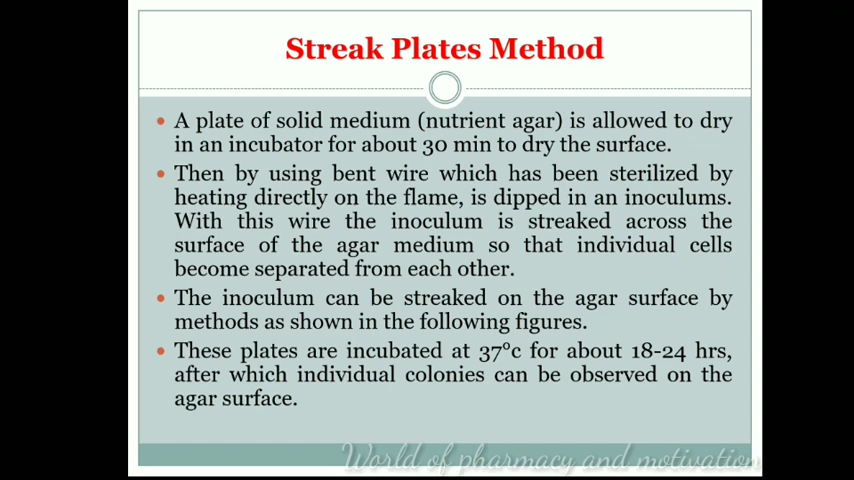 Streak Plates Method
• A plate of solid medium (nutrient agar) is allowed to dry
in an incubator for about 30 min to dry the surface.
• Then by using bent wire which has been sterilized by
heating directly on the flame, is dipped in an inoculums.
With this wire the inoculum is streaked across the
surface of the agar medium so that individual cells
become separated from each other.
• The inoculum can be streaked on the agar surface by
methods as shown in the following figures.
• These plates are incubated at 37°c for about 18-24 hrs,
after which individual colonies can be observed on the
agar surface.
World of pharmacy and motivation